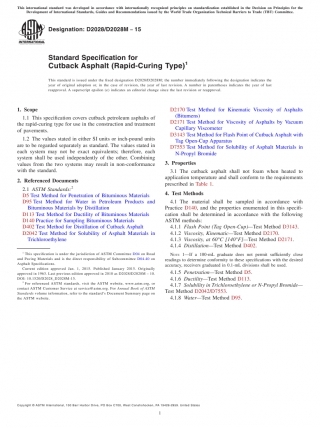 This international standard was developed in accordance with internationally recognized principles on standardization established in the Decision on Principles for the
Development of International Standards, Guides and Recommendations issued by the World Trade Organization Technical Barriers to Trade (TBT) Committee.
Designation: D2028/D2028M – 15
INTERNATIONAL
Standard Specification for
Cutback Asphalt (Rapid-Curing Type)1
This standard is issued under the fixed designation D2028/D2028M; the number immediately following the designation indicates the
year of original adoption or, in the case of revision, the year of last revision. A number in parentheses indicates the year of last
reapproval. A superscript epsilon (ε) indicates an editorial change since the last revision or reapproval.
1. Scope
1.1 This specification covers cutback petroleum asphalts of
the rapid-curing type for use in the construction and treatment
of pavements.
1.2 The values stated in either SI units or inch-pound units
are to be regarded separately as standard. The values stated in
each system may not be exact equivalents; therefore, each
system shall be used independently of the other. Combining
values from the two systems may result in non-conformance
with the standard.
2. Referenced Documents
2.1 ASTM Standards:2
D5 Test Method for Penetration of Bituminous Materials
D95 Test Method for Water in Petroleum Products and
Bituminous Materials by Distillation
D113 Test Method for Ductility of Bituminous Materials
D140 Practice for Sampling Bituminous Materials
D402 Test Method for Distillation of Cutback Asphalt
D2042 Test Method for Solubility of Asphalt Materials in
Trichloroethylene
1 This specification is under the jurisdiction of ASTM Committee D04 on Road
and Paving Materials and is the direct responsibility of Subcommittee D04.40 on
Asphalt Specifications.
Current edition approved Jan. 1, 2015. Published January 2015. Originally
approved in 1963. Last previous edition approved in 2010 as D2028/D2028M – 10.
DOI: 10.1520/D2028_D2028M-15.
2 For referenced ASTM standards, visit the ASTM website, www.astm.org, or
contact ASTM Customer Service at service@astm.org. For Annual Book of ASTM
Standards volume information, refer to the standard's Document Summary page on
the ASTM website.
D2170 Test Method for Kinematic Viscosity of Asphalts
(Bitumens)
D2171 Test Method for Viscosity of Asphalts by Vacuum
Capillary Viscometer
D3143 Test Method for Flash Point of Cutback Asphalt with
Tag Open-Cup Apparatus
D7553 Test Method for Solubility of Asphalt Materials in
N-Propyl Bromide
3. Properties
3.1 The cutback asphalt shall not foam when heated to
application temperature and shall conform to the requirements
prescribed in Table 1.
4. Test Methods
4.1 The material shall be sampled in accordance with
Practice D140, and the properties enumerated in this specifi-
cation shall be determined in accordance with the following
ASTM methods:
4.1.1 Flash Point (Tag Open-Cup)—Test Method D3143.
4.1.2 Viscosity, Kinematic—Test Method D2170.
4.1.3 Viscosity, at 60°C [140°F]—Test Method D2171.
4.1.4 Distillation—Test Method D402.
NOTE 1—If a 100-mL graduate does not permit sufficiently close
readings to determine conformity to these specifications with the desired
accuracy, receivers graduated in 0.1-mL divisions shall be used.
4.1.5 Penetration—Test Method D5.
4.1.6 Ductility—Test Method D113.
4.1.7 Solubility in Trichloroethylene or N-Propyl Bromide—
Test Method D2042/D7553.
4.1.8 Water—Test Method D95.
Copyright © ASTM International, 100 Barr Harbor Drive, PO Box C700, West Conshohocken, PA 19428-2959. United States
1